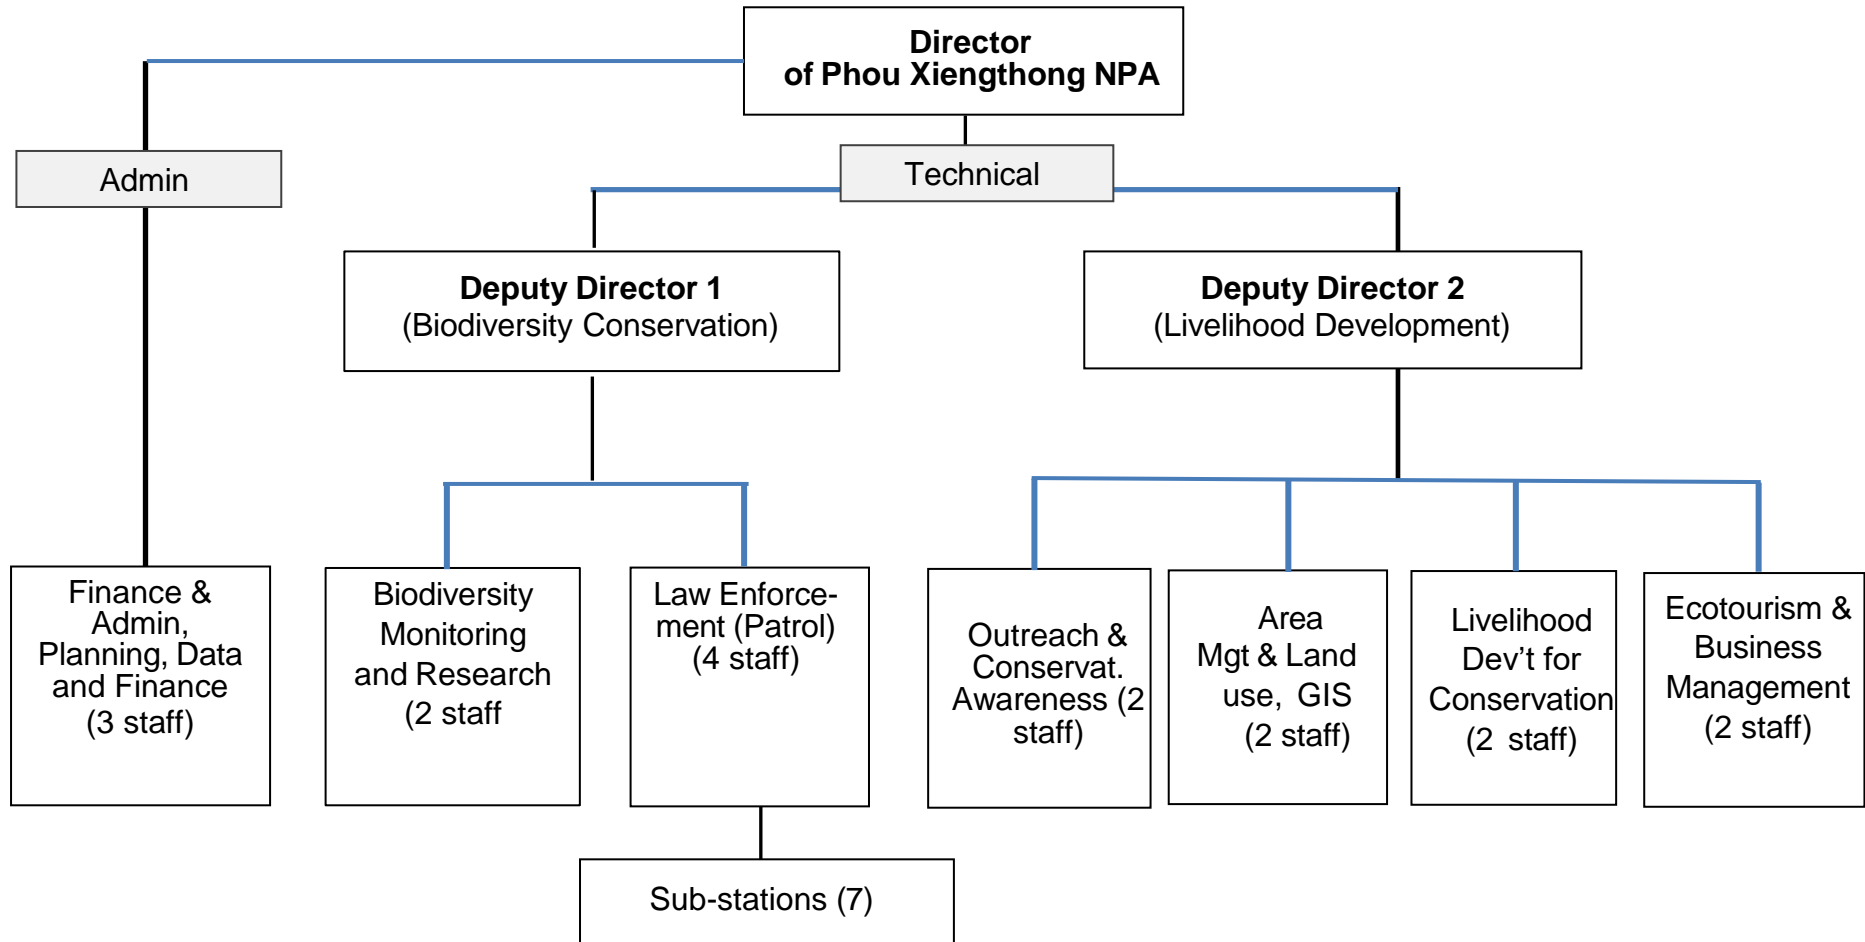 Director
of Phou Xiengthong NPA
Admin
Technical
Deputy Director 1
(Biodiversity Conservation)
Deputy Director 2
(Livelihood Development)
Finance &
Admin,
Planning, Data
and Finance
(3 staff)
Biodiversity
Monitoring
and Research
(2 staff
Law Enforce-
ment (Patrol)
(4 staff)
Outreach &
Conservat.
Awareness (2
staff)
Area
Mgt & Land
use, GIS
(2 staff)
Livelihood
Dev’t for
Conservation
(2 staff)
Ecotourism &
Business
Management
(2 staff)
Sub-stations (7)